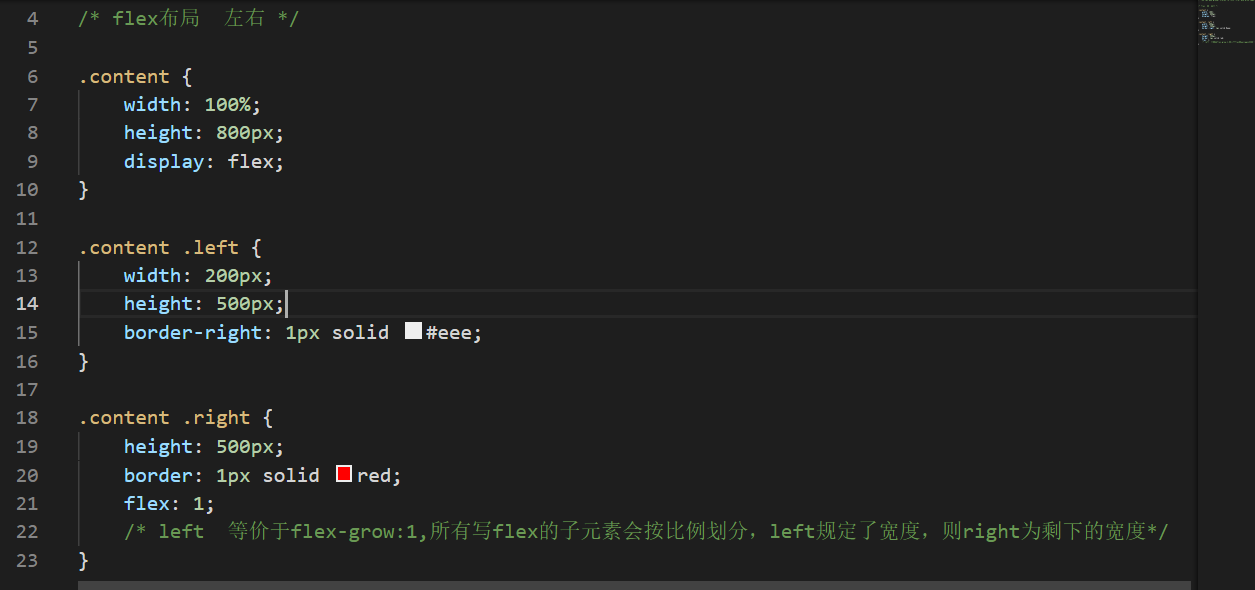 4 /* flex布局  左右 */
5
6 .content {
7     width: 100%;
8     height: 800px;
9     display: flex;
10 }
11
12 .content .left {
13     width: 200px;
14     height: 500px;
15     border-right: 1px solid #eee;
16 }
17
18 .content .right {
19     height: 500px;
20     border: 1px solid red;
21     flex: 1;
22     /* left  等价于flex-grow:1,所有写flex的子元素会按比例划分，left规定了宽度，则right为剩下的宽度*/
23 }